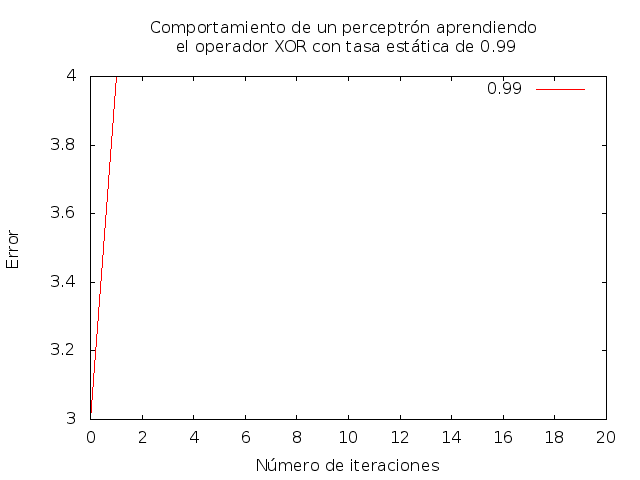 Comportamiento de un perceptrón aprendiendo
el operador XOR con tasa estática de 0.99
4
0.99
3.8
3.6
Error
3.4
3.2
3
0 2 4 6 8 10 12 14 16 18 20
Número de iteraciones